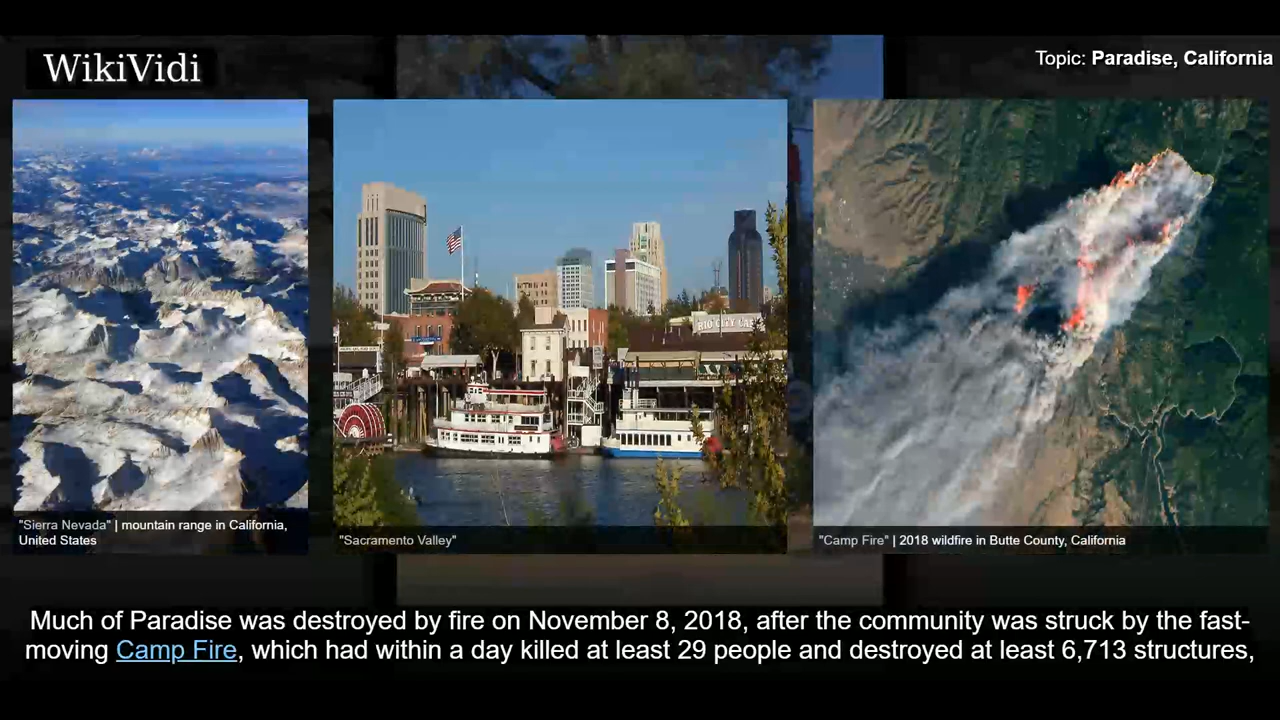 WikiVidi
Topic: Paradise, California
RIO CITY CAFE
"Sierra Nevada" | mountain range in California,
United States
"Sacramento Valley"
"Camp Fire" | 2018 wildfire in Butte County, California
Much of Paradise was destroyed by fire on November 8, 2018, after the community was struck by the fast-
moving Camp Fire, which had within a day killed at least 29 people and destroyed at least 6,713 structures,